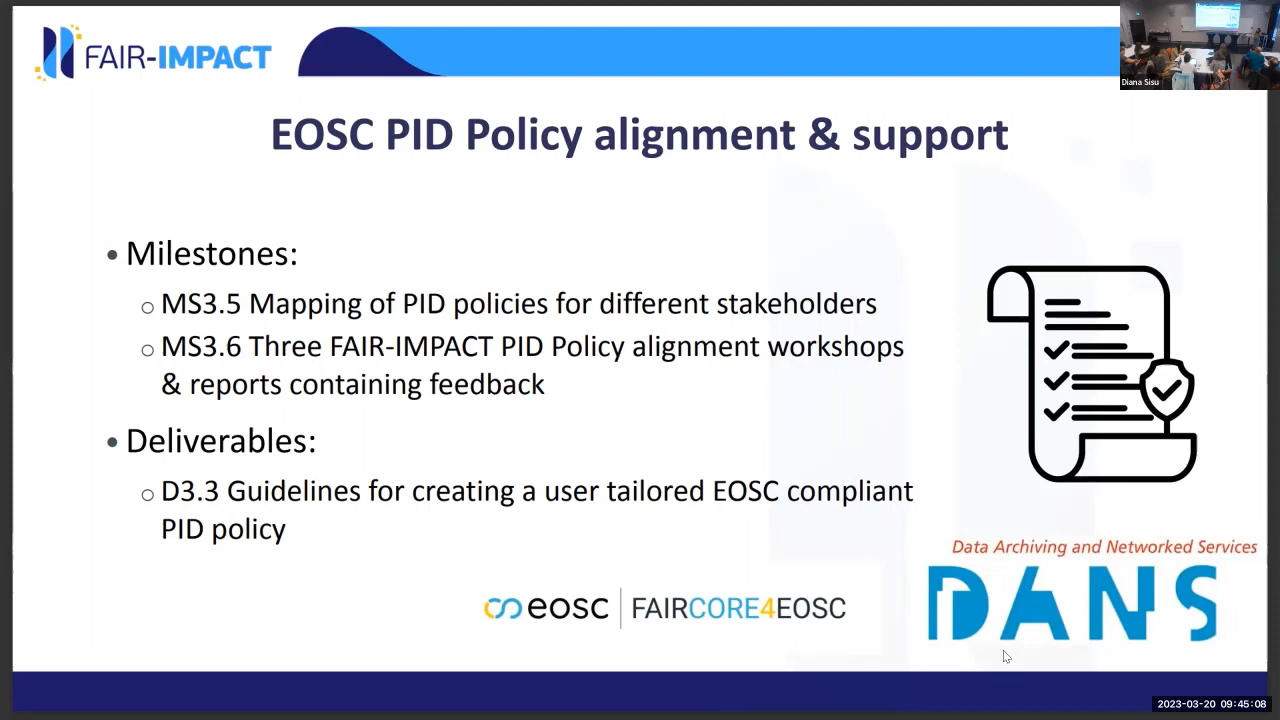 FAIR-IMPACT
Diana Sisu
EOSC PID Policy alignment & support
• Milestones:
○ MS3.5 Mapping of PID policies for different stakeholders
○ MS3.6 Three FAIR-IMPACT PID Policy alignment workshops
& reports containing feedback
• Deliverables:
○ D3.3 Guidelines for creating a user tailored EOSC compliant
PID policy
Data Archiving and Networked Services
DANS
eosc | FAIRCORE4EOSC
2023-03-20 09:45:08